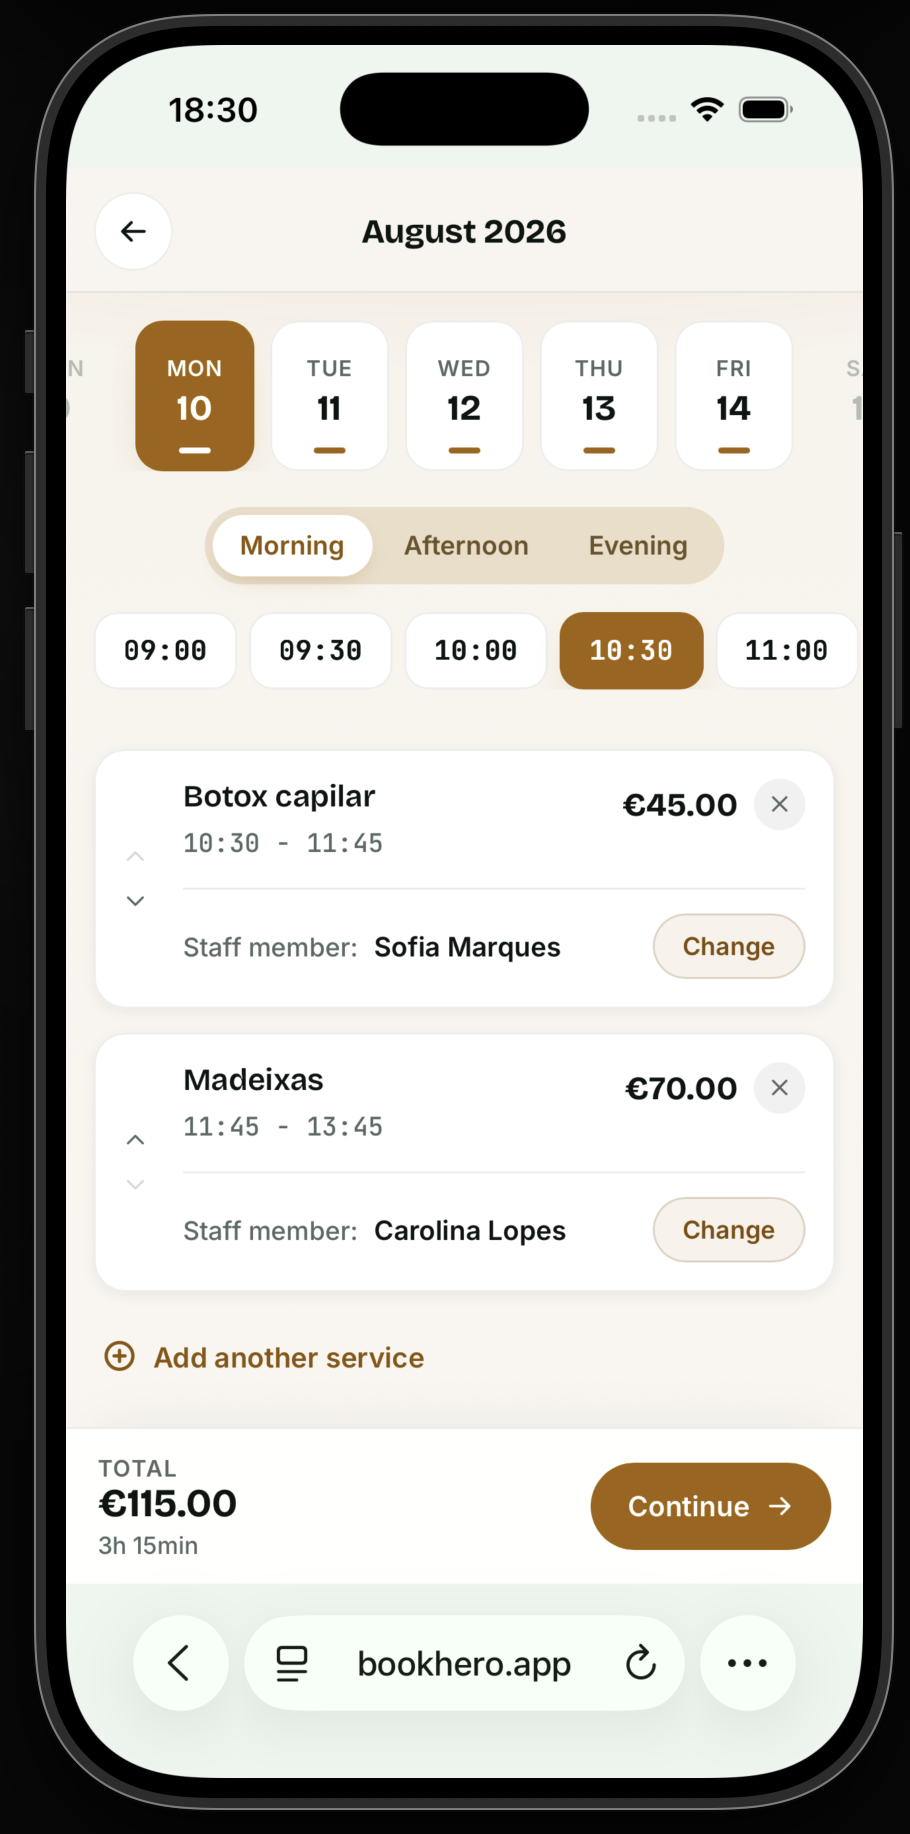 18:30
August 2026
MON TUE WED THU FRI
10 11 12 13 14
Morning Afternoon Evening
09:00 09:30 10:00 10:30 11:00
Botox capilar €45.00
10:30 - 11:45
Staff member: Sofia Marques Change
Madeixas €70.00
11:45 - 13:45
Staff member: Carolina Lopes Change
Add another service
TOTAL
€115.00
3h 15min
Continue
bookhero.app